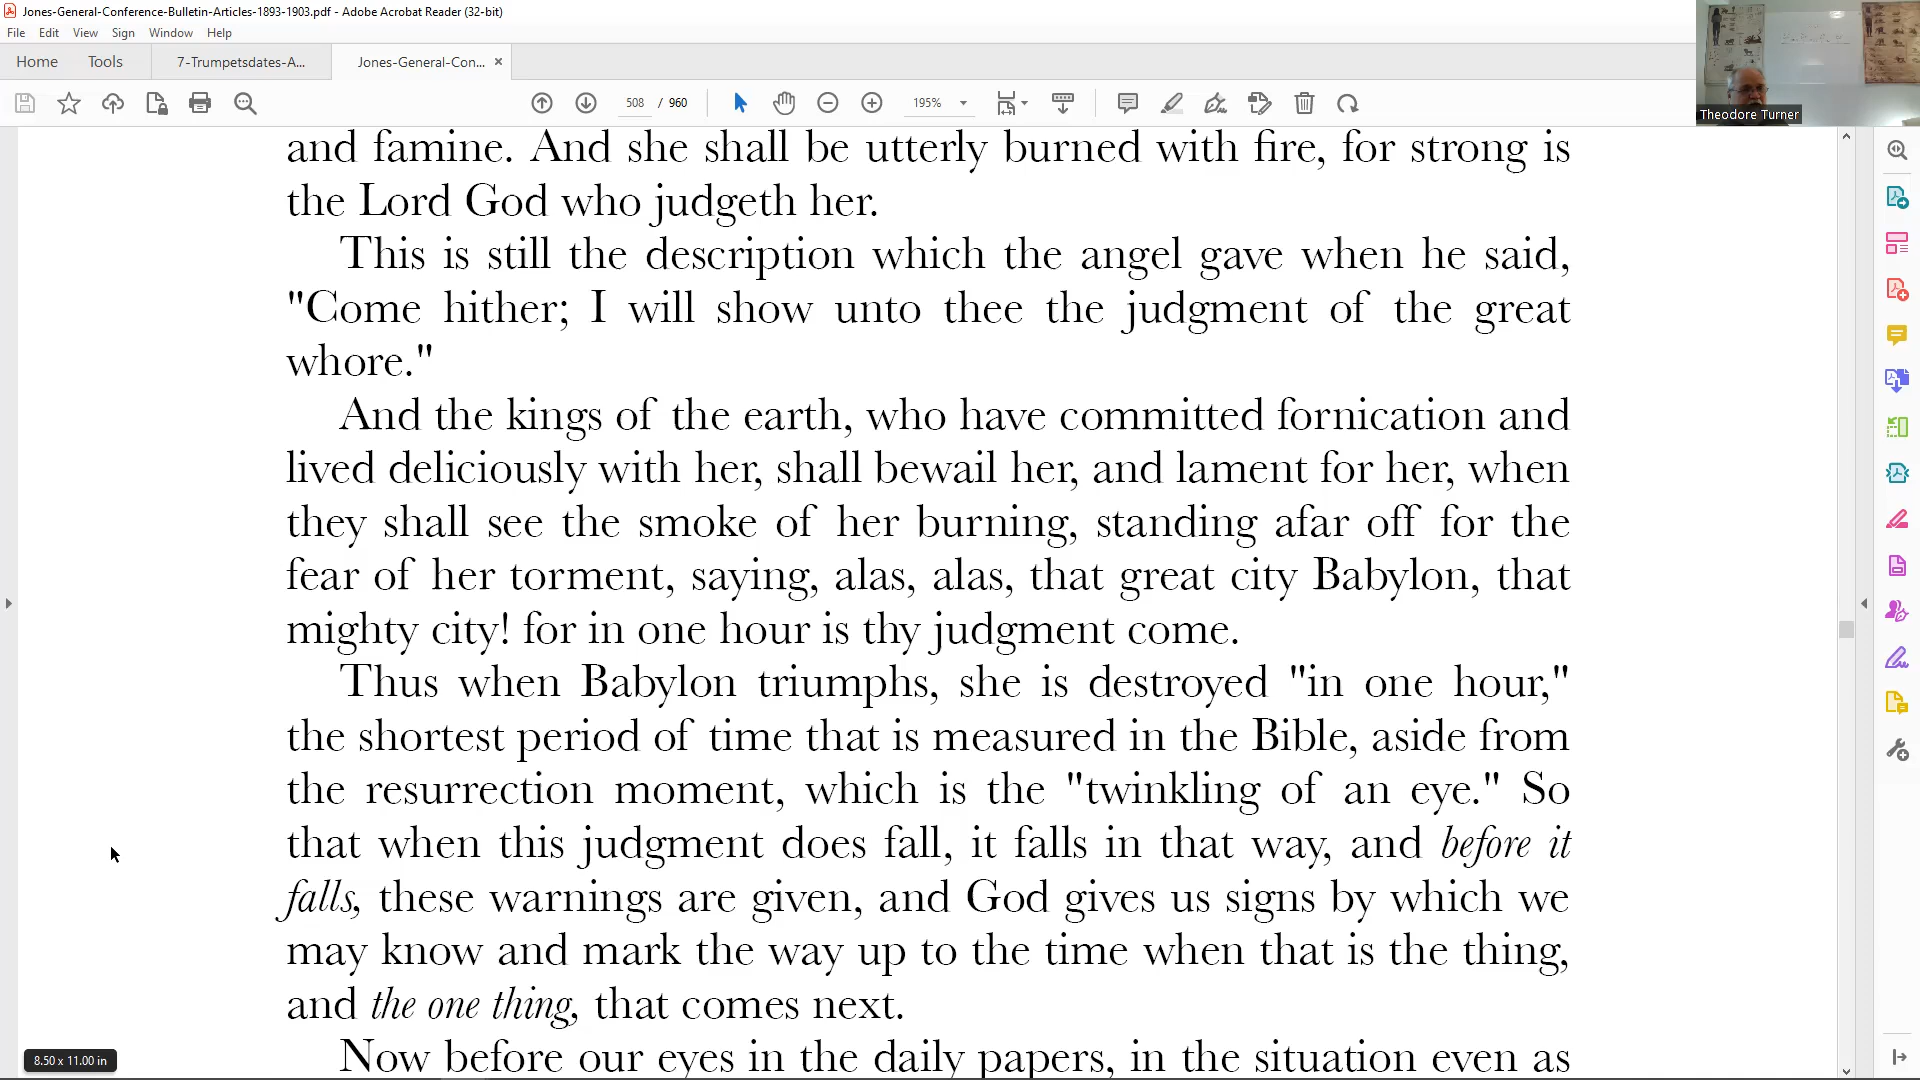 Jones-General-Conference-Bulletin-Articles-1893-1903.pdf - Adobe Acrobat Reader (32-bit)
File Edit View Sign Window Help
Home Tools 7-Trumpetsdates-A... Jones-General-Con... ×
508 / 960 195%
Theodore Turner
and famine. And she shall be utterly burned with fire, for strong is
the Lord God who judgeth her.
This is still the description which the angel gave when he said,
"Come hither; I will show unto thee the judgment of the great
whore."
And the kings of the earth, who have committed fornication and
lived deliciously with her, shall bewail her, and lament for her, when
they shall see the smoke of her burning, standing afar off for the
fear of her torment, saying, alas, alas, that great city Babylon, that
mighty city! for in one hour is thy judgment come.
Thus when Babylon triumphs, she is destroyed "in one hour,"
the shortest period of time that is measured in the Bible, aside from
the resurrection moment, which is the "twinkling of an eye." So
that when this judgment does fall, it falls in that way, and before it
falls, these warnings are given, and God gives us signs by which we
may know and mark the way up to the time when that is the thing,
and the one thing, that comes next.
Now before our eyes in the daily papers, in the situation even as
8.50 x 11.00 in